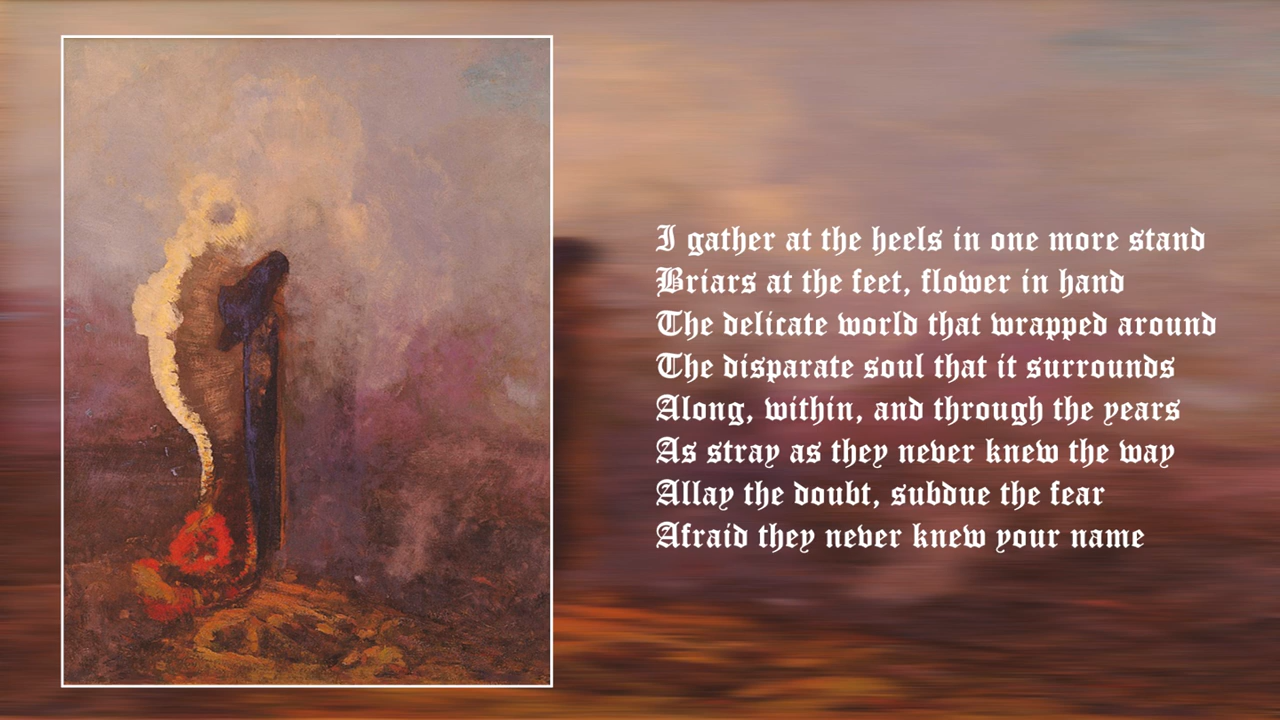 I gather at the heels in one more stand
Briars at the feet, flower in hand
The delicate world that wrapped around
The disparate soul that it surrounds
Along, within, and through the years
As stray as they never knew the way
Allay the doubt, subdue the fear
Afraid they never knew your name